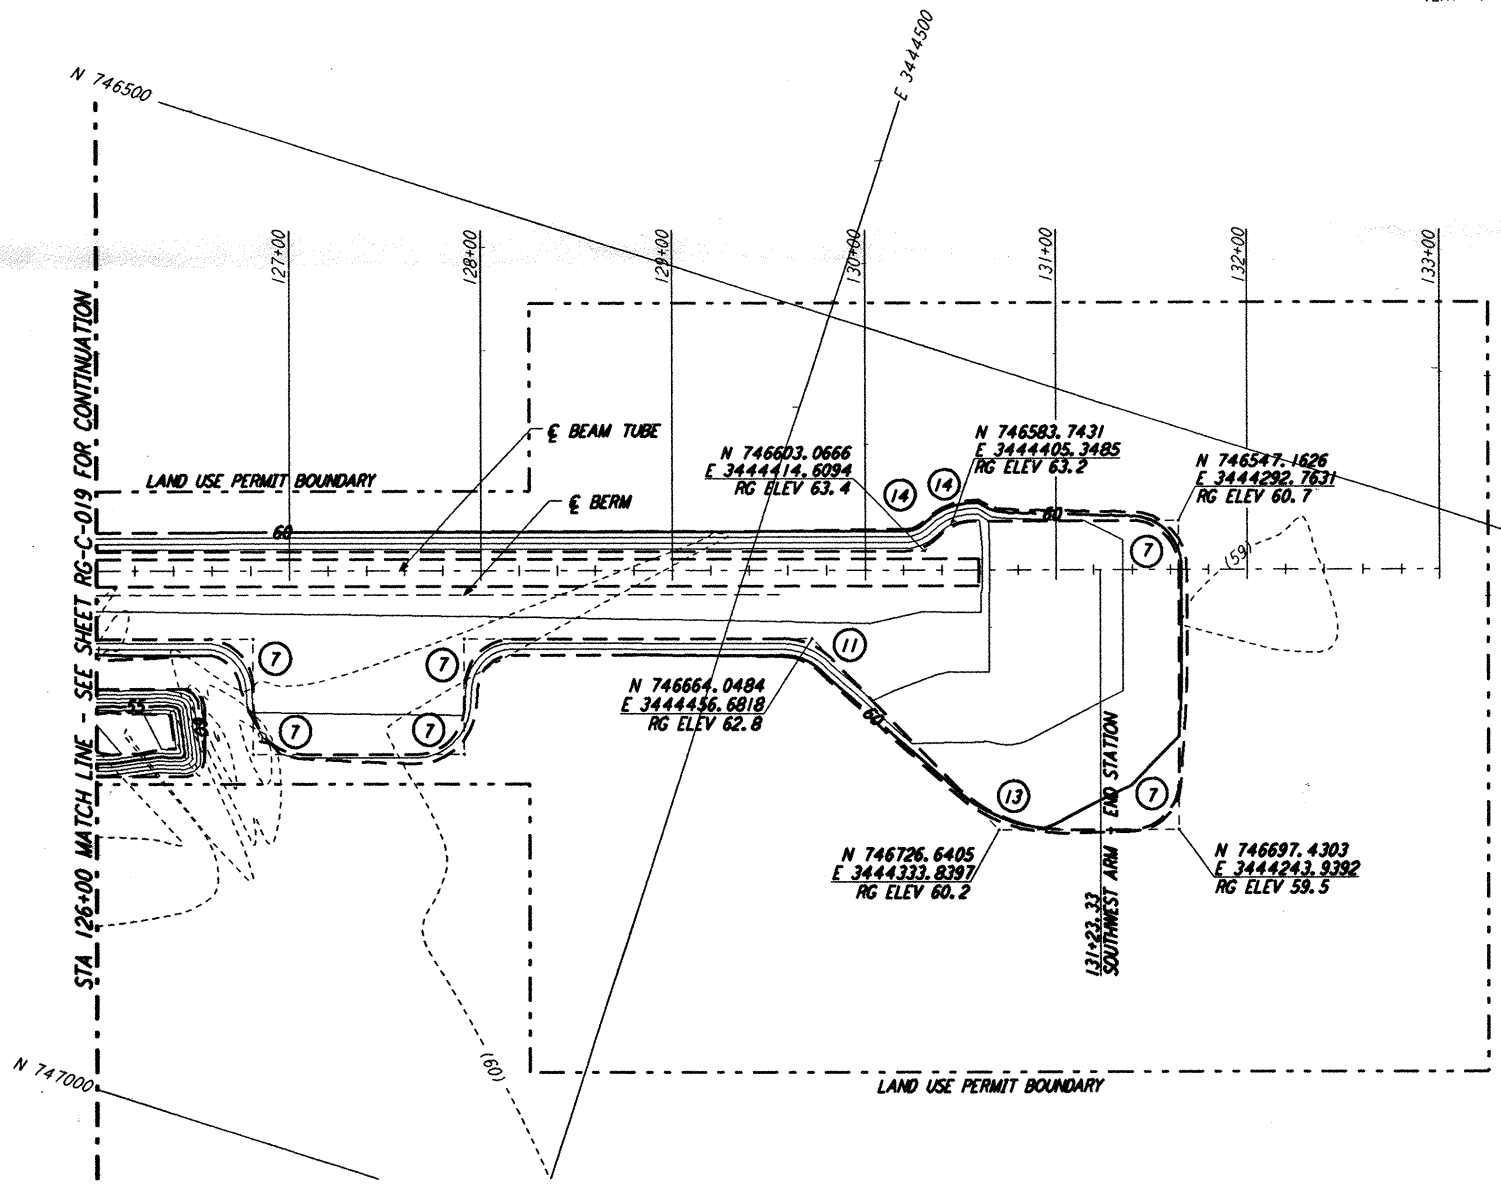 N 746500
E 3444500
127+00
128+00
129+00
130+00
131+00
132+00
133+00
STA 126+00 MATCH LINE - SEE SHEET RG-C-019 FOR CONTINUATION
LAND USE PERMIT BOUNDARY
℄ BEAM TUBE
℄ BERM
N 746603.0666
E 3444414.6094
RG ELEV 63.4
N 746583.7431
E 3444405.3485
RG ELEV 63.2
N 746547.1626
E 3444292.7631
RG ELEV 60.7
14
14
60
60
7
(59)
7
7
11
N 746664.0484
E 3444456.6818
RG ELEV 62.8
60
55
60
7
7
13
7
131+23.33
SOUTHWEST ARM - END STATION
N 746726.6405
E 3444333.8397
RG ELEV 60.2
N 746697.4303
E 3444243.9392
RG ELEV 59.5
(60)
N 747000
LAND USE PERMIT BOUNDARY